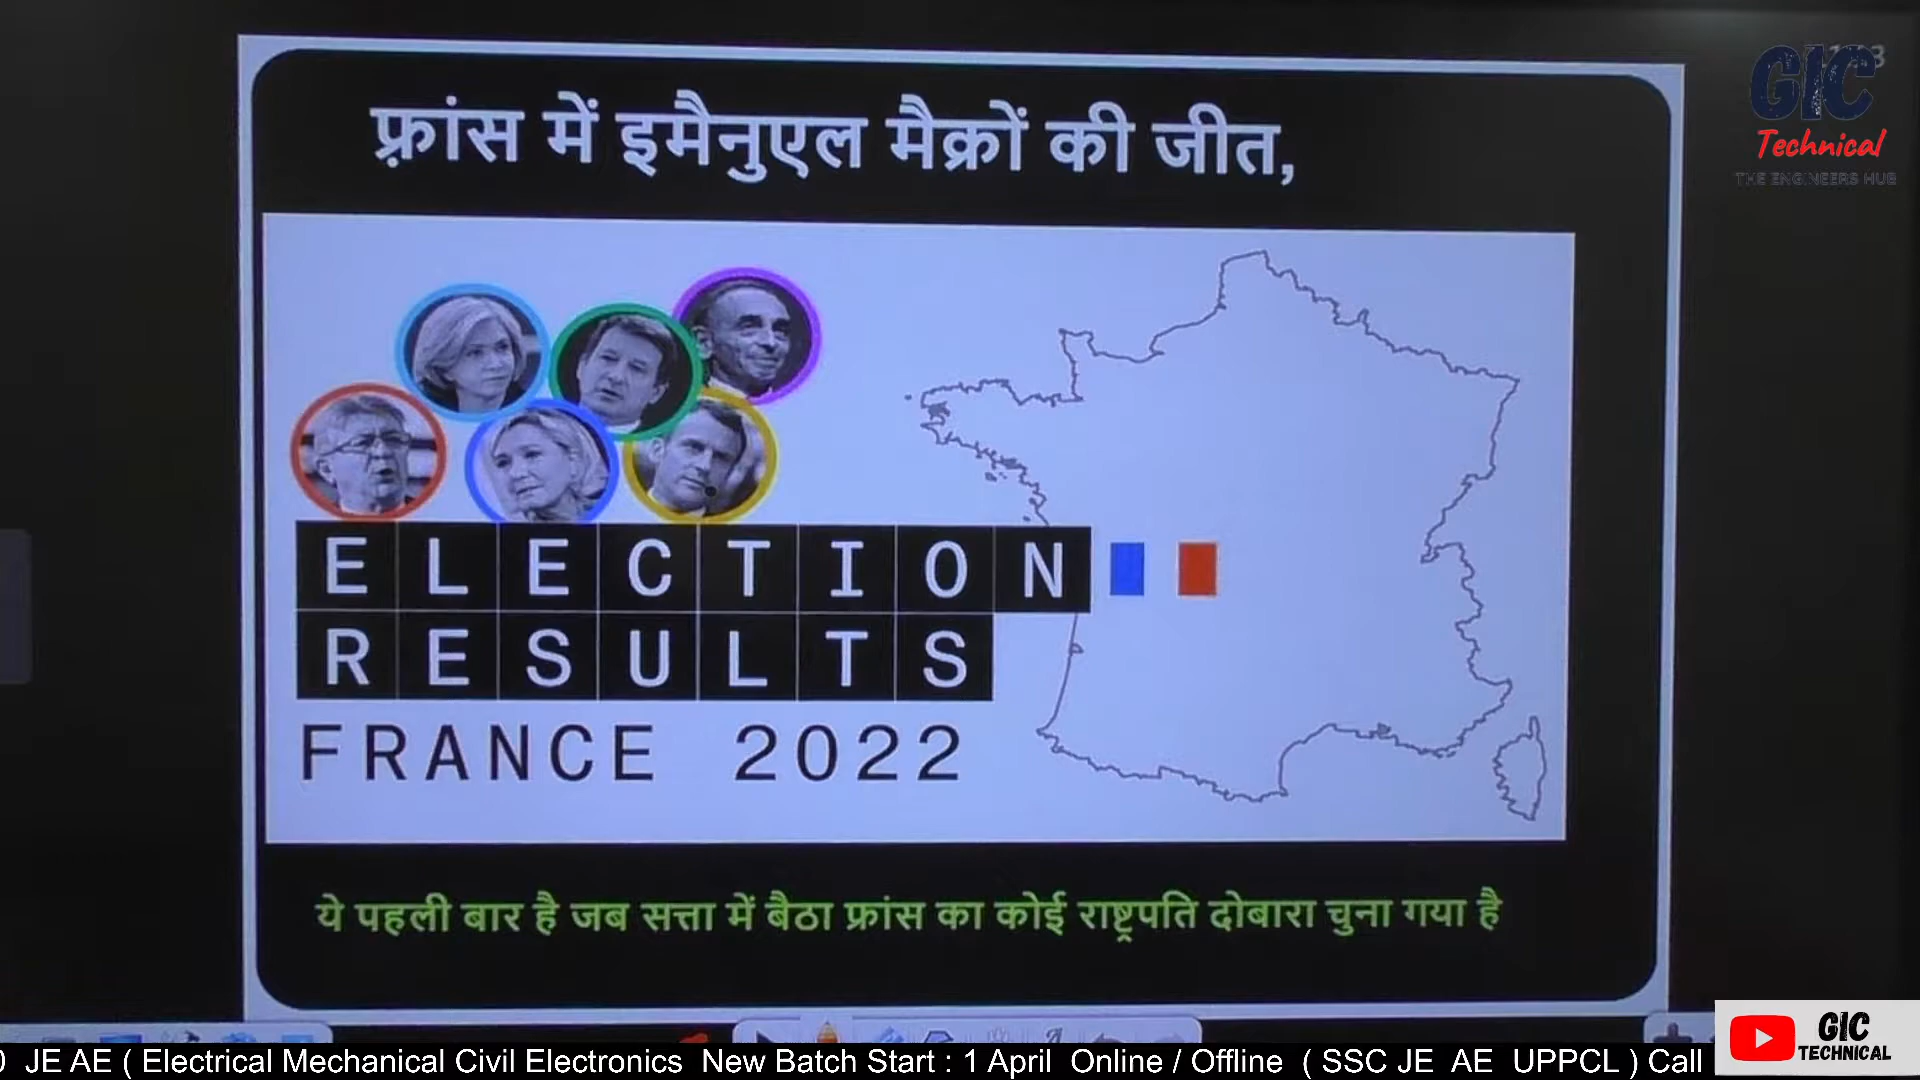 फ़्रांस में इमैनुएल मैक्रों की जीत,
GIC
Technical
THE ENGINEERS HUB
ELECTION
RESULTS
FRANCE 2022
ये पहली बार है जब सत्ता में बैठा फ्रांस का कोई राष्ट्रपति दोबारा चुना गया है
JE AE ( Electrical Mechanical Civil Electronics New Batch Start : 1 April Online / Offline ( SSC JE AE UPPCL ) Call
GIC
TECHNICAL